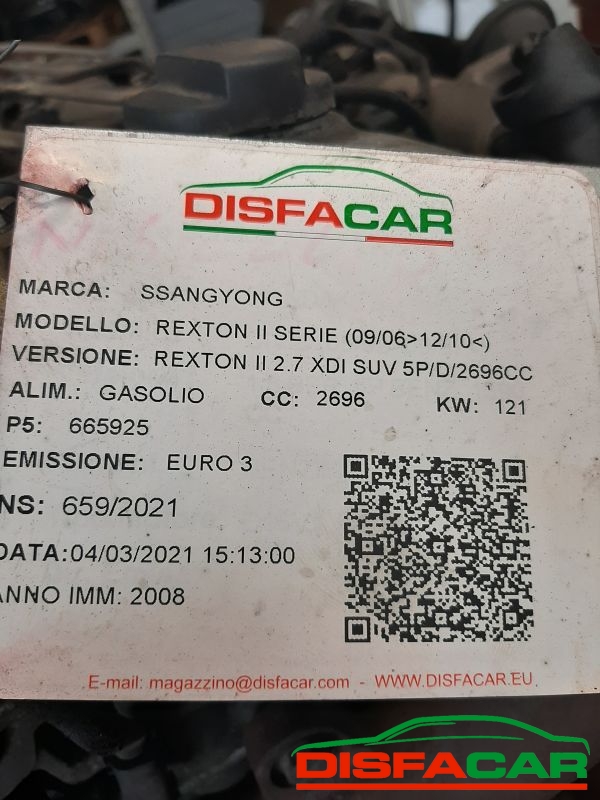 DISFACAR
MARCA: SSANGYONG
MODELLO: REXTON II SERIE (09/06>12/10<)
VERSIONE: REXTON II 2.7 XDI SUV 5P/D/2696CC
ALIM.: GASOLIO CC: 2696 KW: 121
P5: 665925
EMISSIONE: EURO 3
NS: 659/2021
DATA:04/03/2021 15:13:00
ANNO IMM: 2008
E-mail: magazzino@disfacar.com - WWW.DISFACAR.EU
DISFACAR